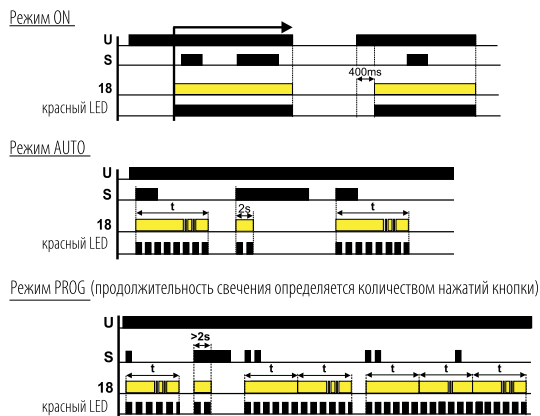 Режим ON
U
S
400ms
18
красный LED
Режим AUTO
U
S
t 2s t
18
красный LED
Режим PROG (продолжительность свечения определяется количеством нажатий кнопки)
U
>2s
S
t t t t t t
18
красный LED